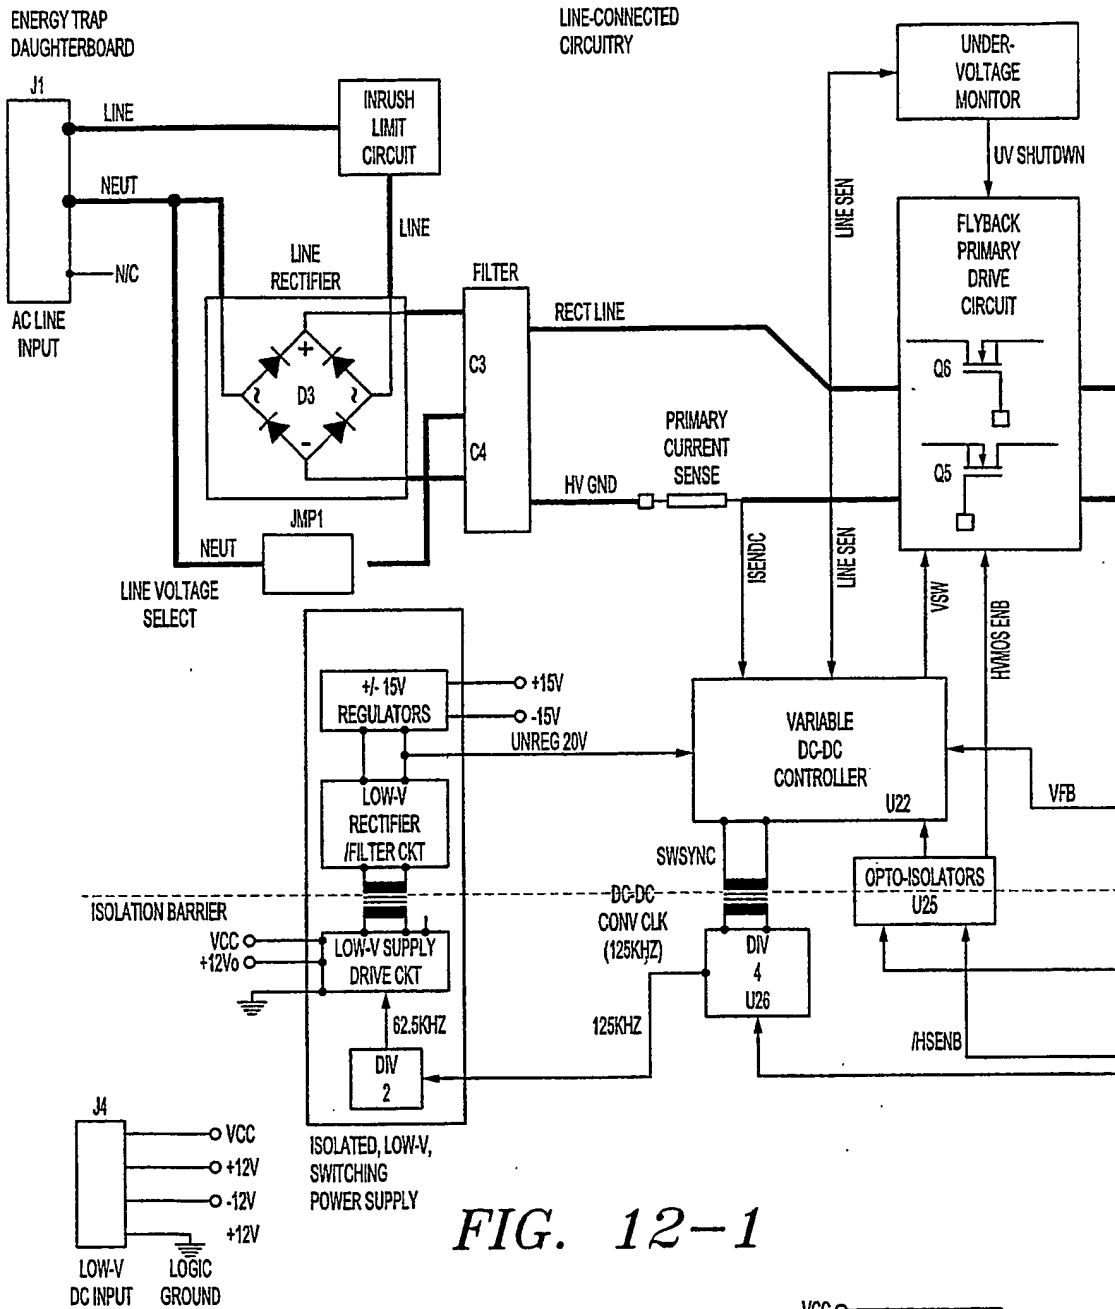 ENERGY TRAP
DAUGHTERBOARD
LINE-CONNECTED
CIRCUITRY
J1
LINE
NEUT
N/C
AC LINE
INPUT
INRUSH
LIMIT
CIRCUIT
LINE
LINE
RECTIFIER
+
~
D3
~
-
FILTER
C3
C4
RECT LINE
HV GND
PRIMARY
CURRENT
SENSE
UNDER-
VOLTAGE
MONITOR
UV SHUTDWN
LINE SEN
FLYBACK
PRIMARY
DRIVE
CIRCUIT
Q6
Q5
JMP1
NEUT
LINE VOLTAGE
SELECT
ISENDC
LINE SEN
VSW
HVMOS ENB
+/- 15V
REGULATORS
+15V
-15V
UNREG 20V
VARIABLE
DC-DC
CONTROLLER
U22
VFB
LOW-V
RECTIFIER
/FILTER CKT
SWSYNC
OPTO-ISOLATORS
U25
ISOLATION BARRIER
DC-DC
CONV CLK
(125KHZ)
VCC
+12Vo
LOW-V SUPPLY
DRIVE CKT
DIV
4
U26
62.5KHZ
125KHZ
/HSENB
DIV
2
J4
VCC
+12V
-12V
+12V
LOW-V
DC INPUT
LOGIC
GROUND
ISOLATED, LOW-V,
SWITCHING
POWER SUPPLY
FIG. 12-1
VCC